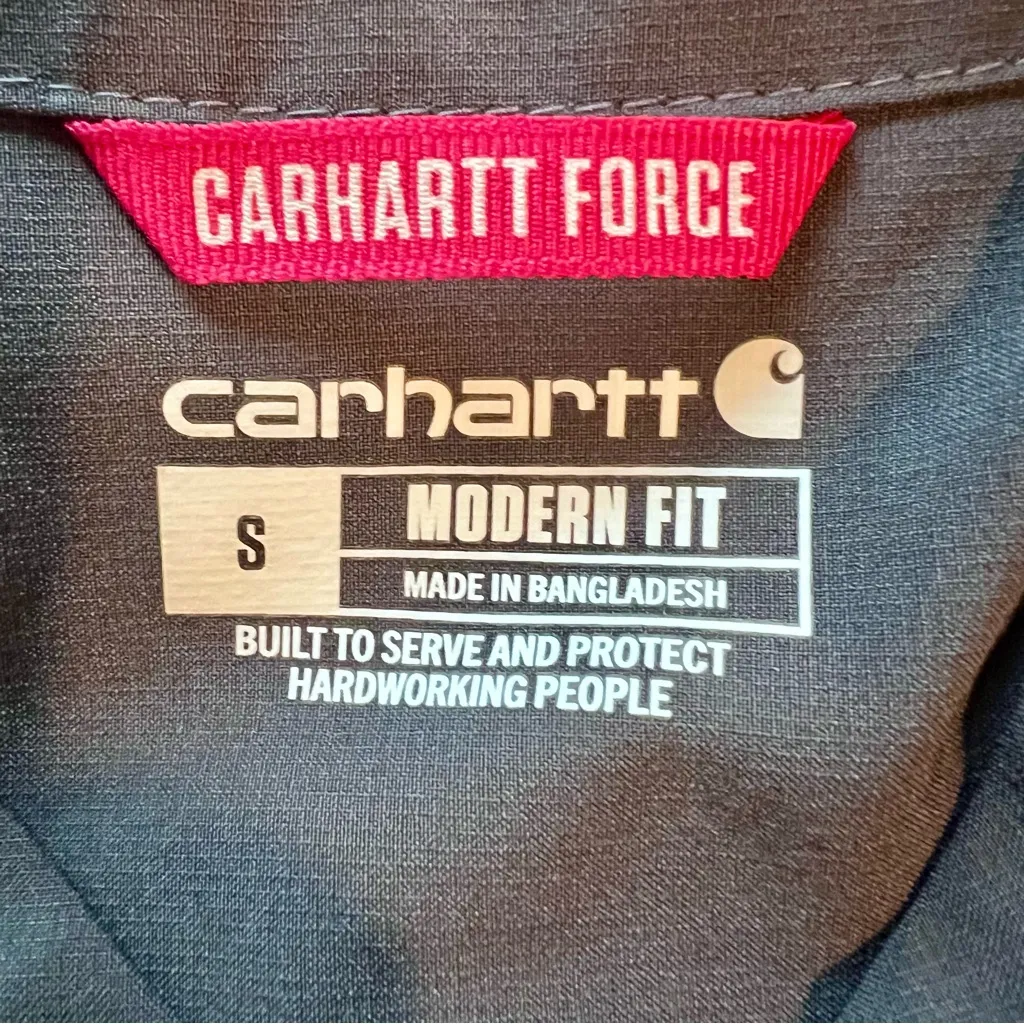 CARHARTT FORCE
carhartt
S
MODERN FIT
MADE IN BANGLADESH
BUILT TO SERVE AND PROTECT
HARDWORKING PEOPLE